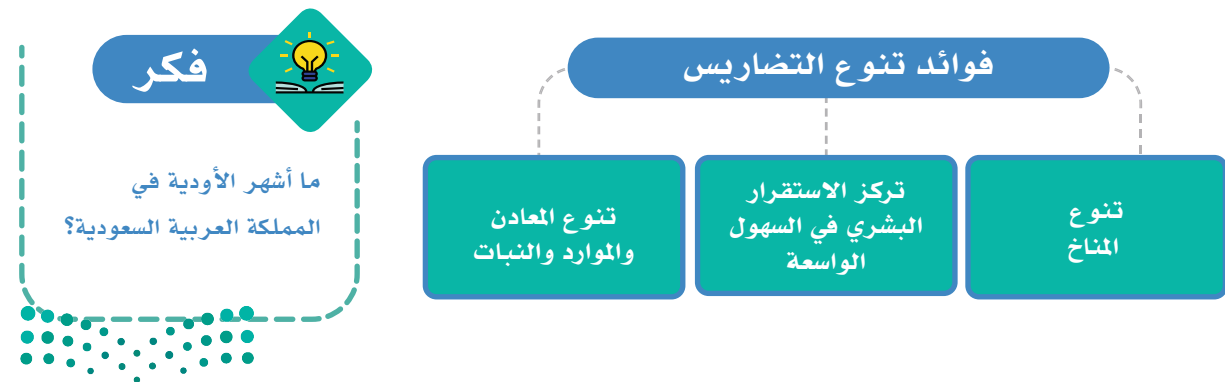 فوائد تنوع التضاريس
تنوع
المناخ
تركز الاستقرار
البشري في السهول
الواسعة
تنوع المعادن
والموارد والنبات
فكر
ما أشهر الأودية في
المملكة العربية السعودية؟